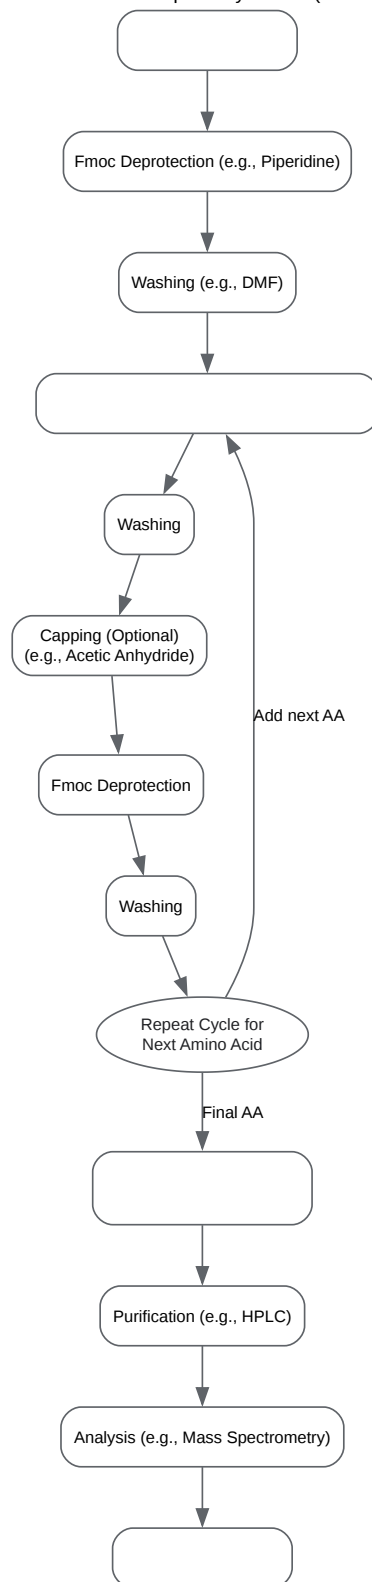 Fmoc Deprotection (e.g., Piperidine)
Washing (e.g., DMF)
Washing
Capping (Optional)
(e.g., Acetic Anhydride)
Add next AA
Fmoc Deprotection
Washing
Repeat Cycle for
Next Amino Acid
Final AA
Purification (e.g., HPLC)
Analysis (e.g., Mass Spectrometry)